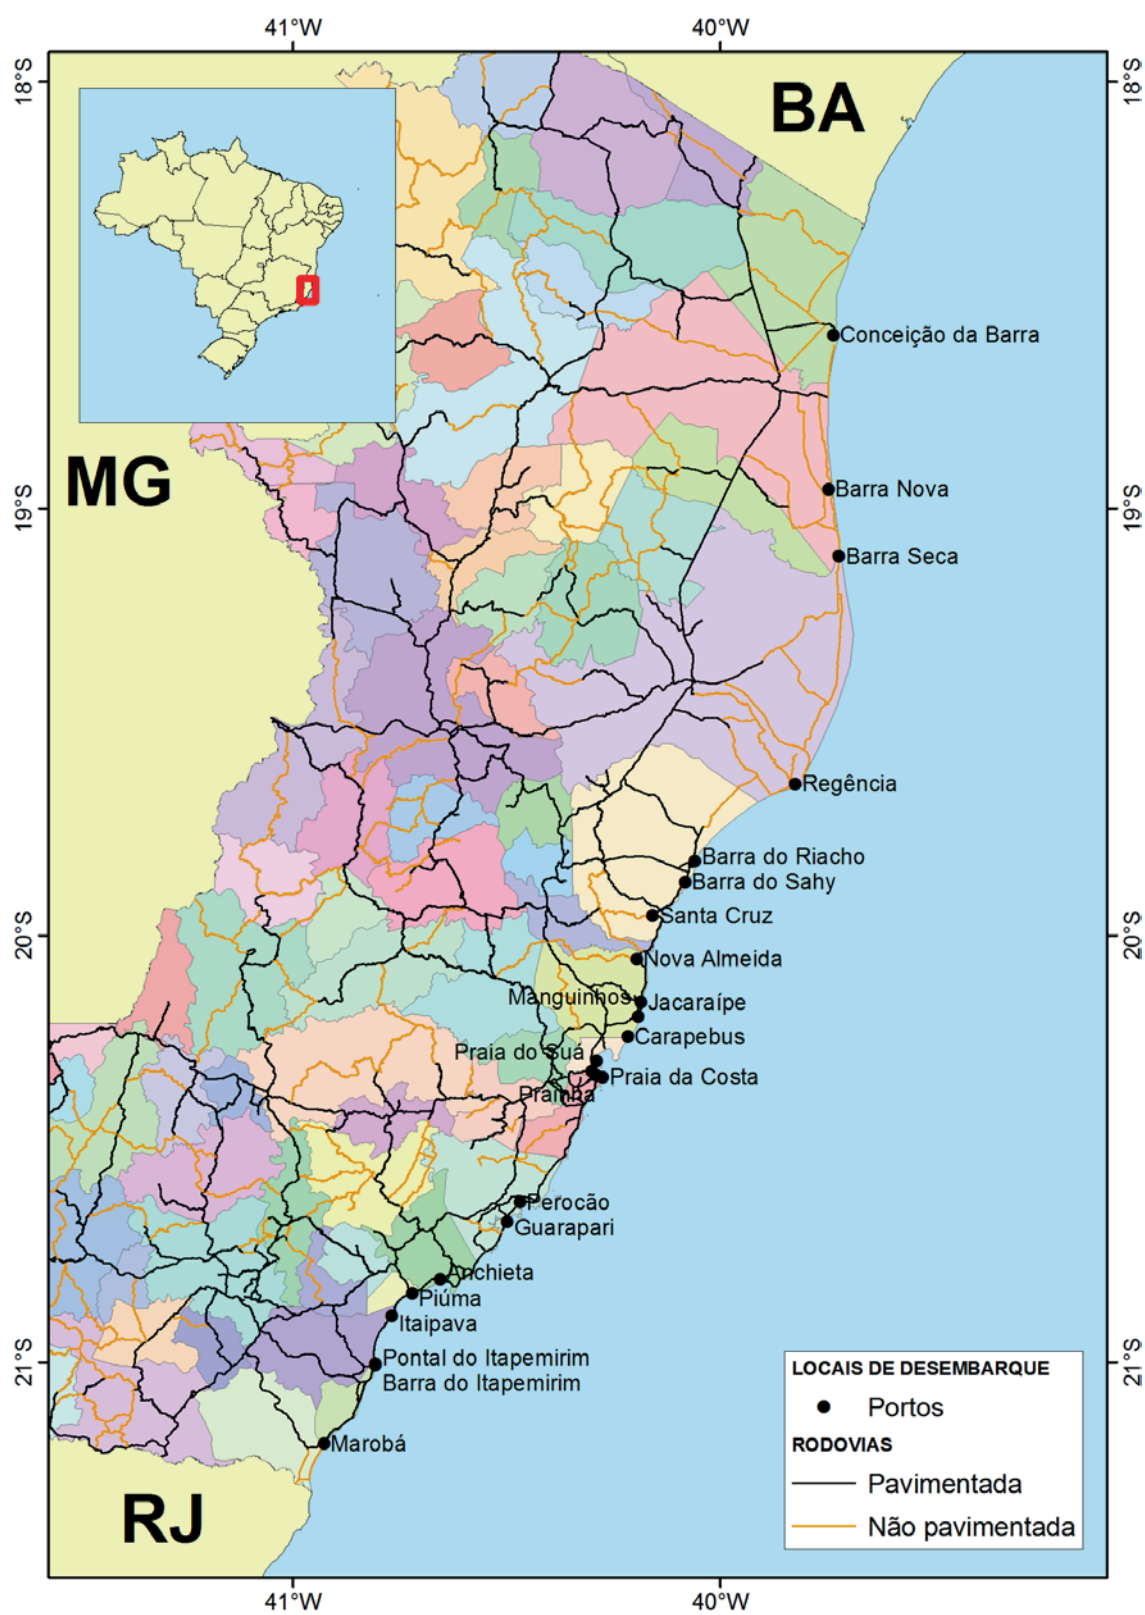 41°W
40°W
18°S
18°S
BA
Conceição da Barra
MG
Barra Nova
19°S
19°S
Barra Seca
Regência
Barra do Riacho
Barra do Sahy
Santa Cruz
20°S
20°S
Nova Almeida
Manguinhos
Jacaraípe
Carapebus
Praia do Suá
Praia da Costa
Prainha
Perocão
Guarapari
Anchieta
Piúma
Itaipava
Pontal do Itapemirim
Barra do Itapemirim
21°S
21°S
Marobá
LOCAIS DE DESEMBARQUE
Portos
RODOVIAS
Pavimentada
Não pavimentada
RJ
41°W
40°W